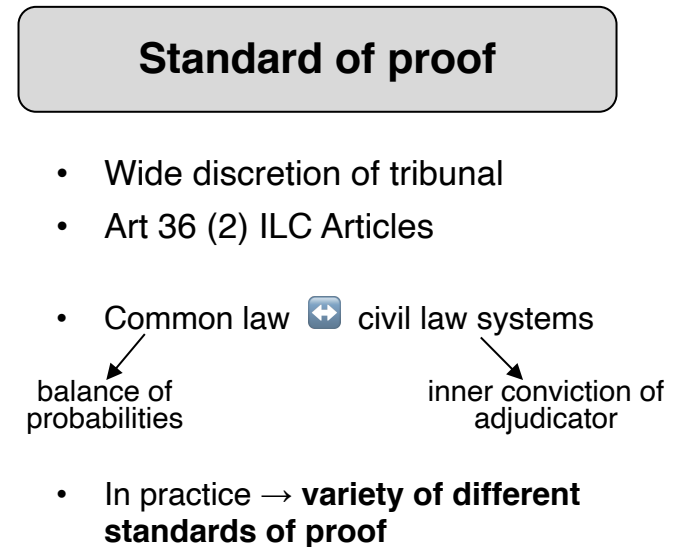 Standard of proof
• Wide discretion of tribunal
• Art 36 (2) ILC Articles
• Common law ↔ civil law systems
balance of
probabilities
inner conviction of
adjudicator
• In practice → variety of different
standards of proof